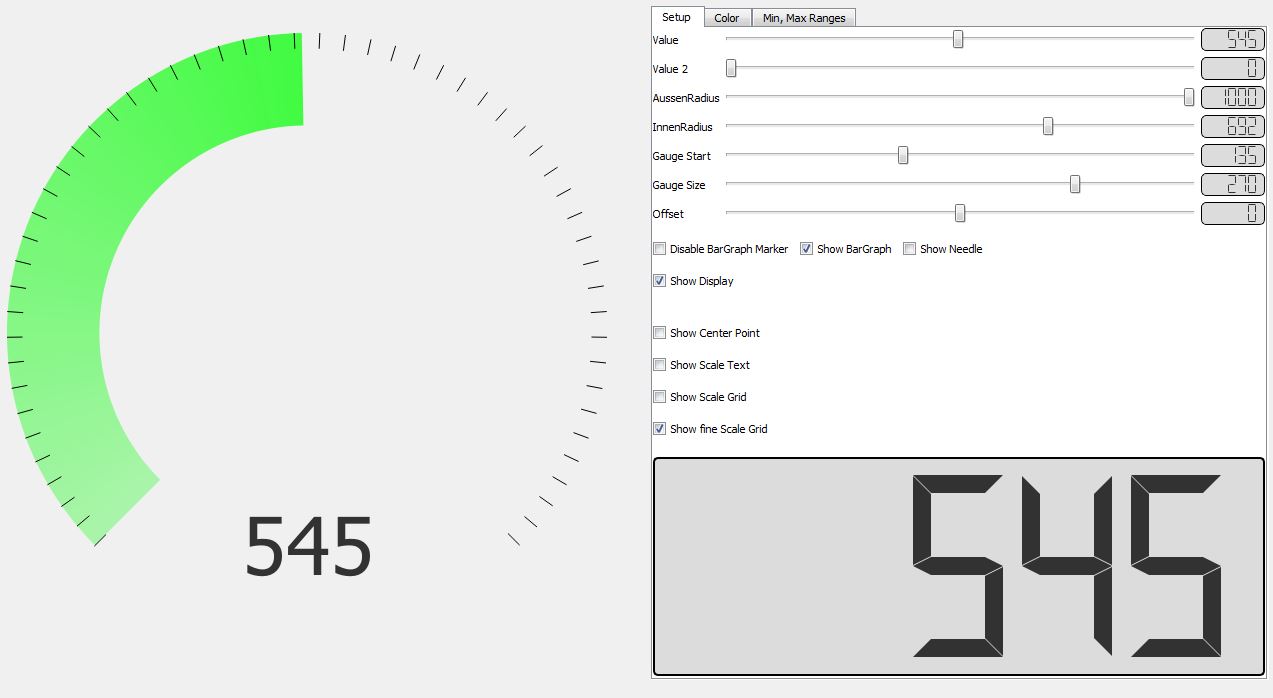 545
Setup Color Min, Max Ranges
Value 545
Value 2 0
AussenRadius 1000
InnenRadius 692
Gauge Start 135
Gauge Size 270
Offset 0
Disable BarGraph Marker Show BarGraph Show Needle
Show Display
Show Center Point
Show Scale Text
Show Scale Grid
Show fine Scale Grid
545